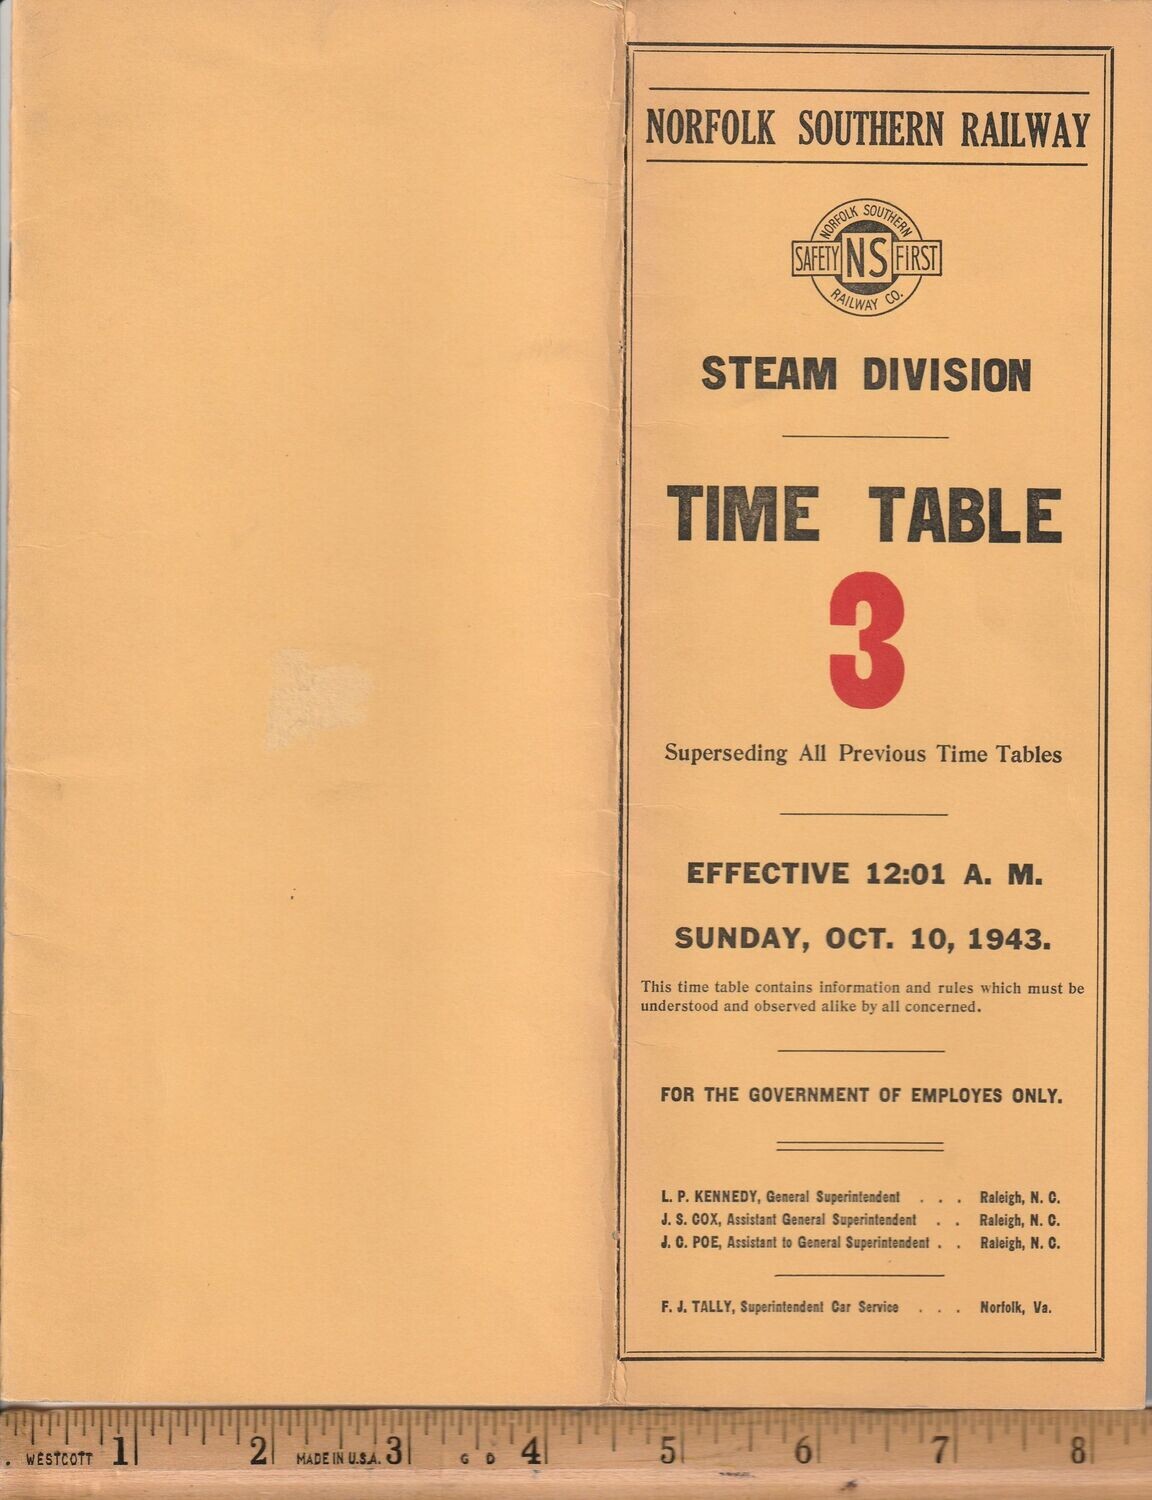 NORFOLK SOUTHERN RAILWAY
NORFOLK SOUTHERN
SAFETY NS FIRST
RAILWAY CO.
STEAM DIVISION
TIME TABLE
3
Superseding All Previous Time Tables
EFFECTIVE 12:01 A. M.
SUNDAY, OCT. 10, 1943.
This time table contains information and rules which must be
understood and observed alike by all concerned.
FOR THE GOVERNMENT OF EMPLOYES ONLY.
L. P. KENNEDY, General Superintendent . . . Raleigh, N. C.
J. S. COX, Assistant General Superintendent . . Raleigh, N. C.
J. C. POE, Assistant to General Superintendent . . Raleigh, N. C.
F. J. TALLY, Superintendent Car Service . . . Norfolk, Va.
WESTCOTT 1 2 MADE IN U.S.A. 3 G D 4 5 6 7 8